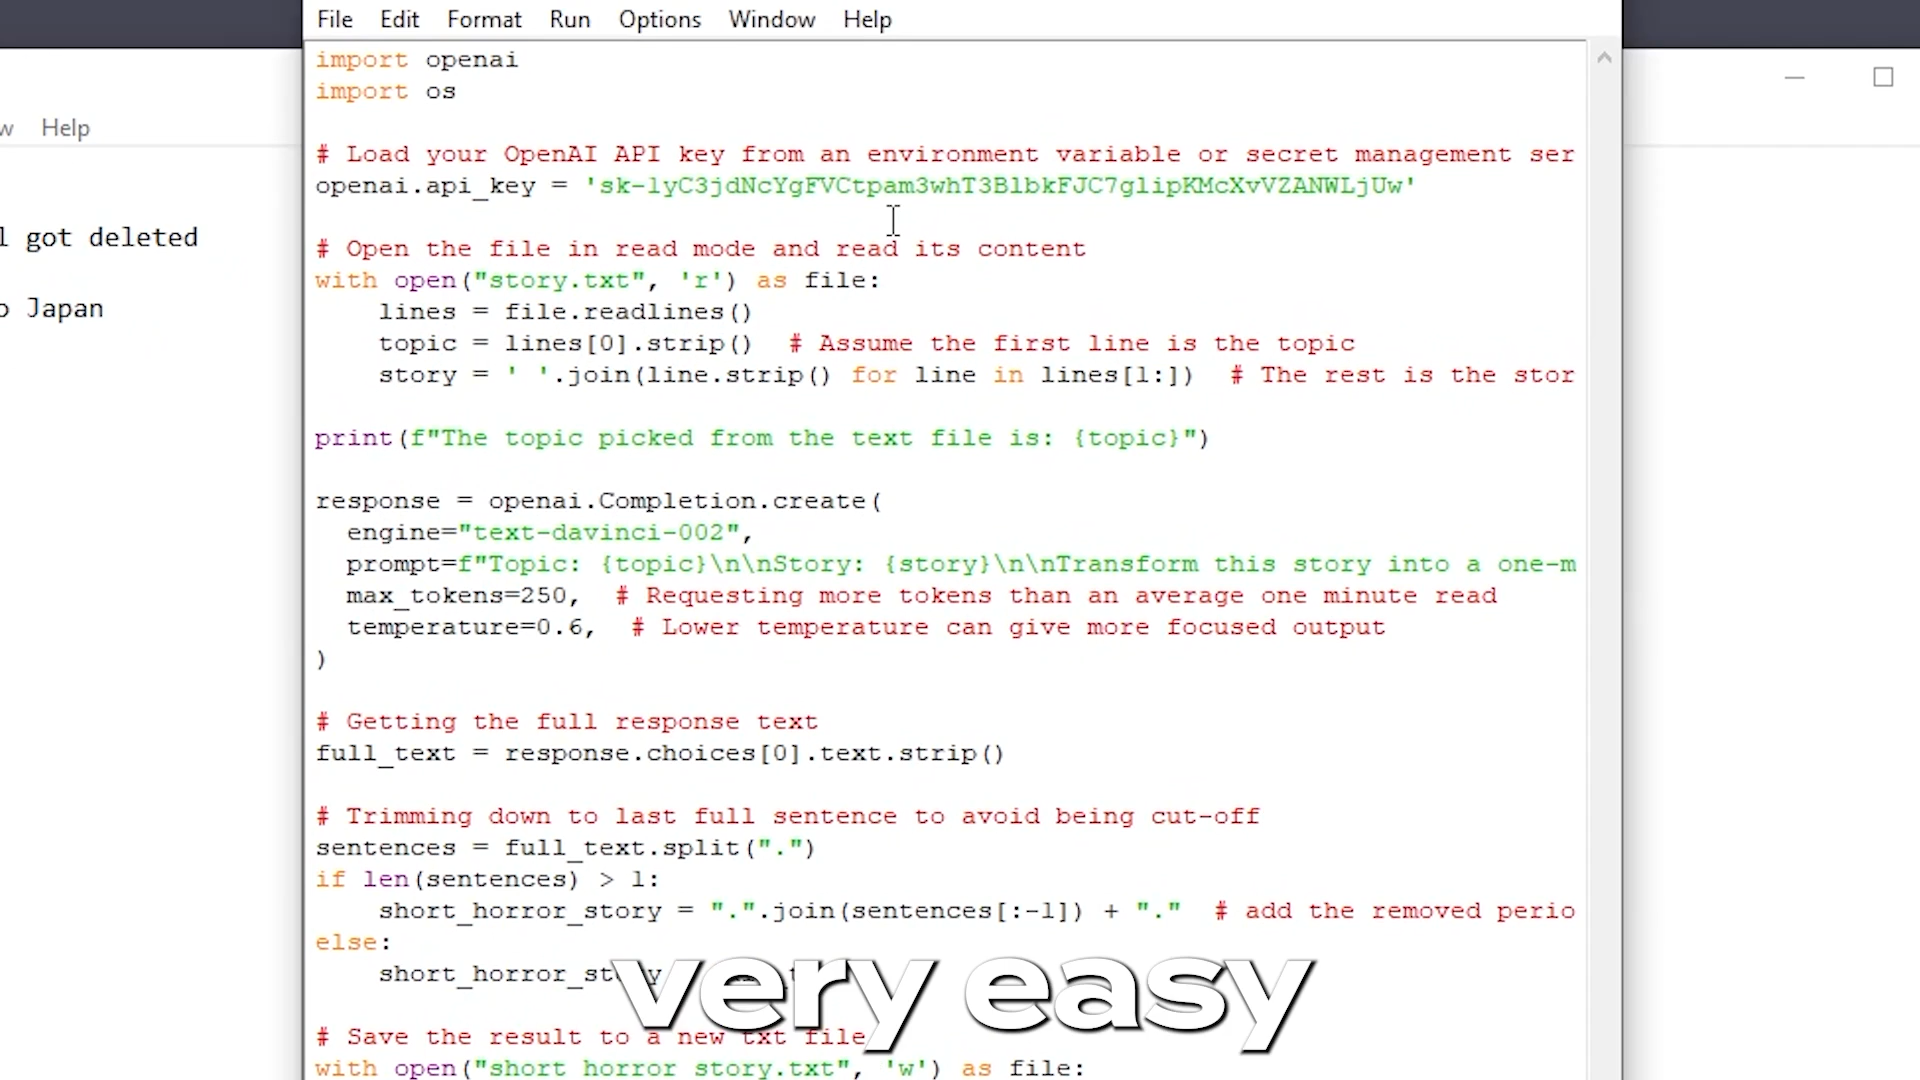 File Edit Format Run Options Window Help
import openai
import os
w Help
# Load your OpenAI API key from an environment variable or secret management ser
openai.api_key = '
l got deleted
# Open the file in read mode and read its content
with open("story.txt", 'r') as file:
o Japan
lines = file.readlines()
topic = lines[0].strip()  # Assume the first line is the topic
story = ' '.join(line.strip() for line in lines[1:])  # The rest is the stor
print(f"The topic picked from the text file is: {topic}")
response = openai.Completion.create(
engine="text-davinci-002",
prompt=f"Topic: {topic}\n\nStory: {story}\n\nTransform this story into a one-m
max_tokens=250,  # Requesting more tokens than an average one minute read
temperature=0.6,  # Lower temperature can give more focused output
)
# Getting the full response text
full_text = response.choices[0].text.strip()
# Trimming down to last full sentence to avoid being cut-off
sentences = full_text.split(".")
if len(sentences) > 1:
short_horror_story = ".".join(sentences[:-1]) + "."  # add the removed perio
else:
short_horror_story
very easy
# Save the result to a new txt file
with open("short_horror_story.txt", 'w') as file: